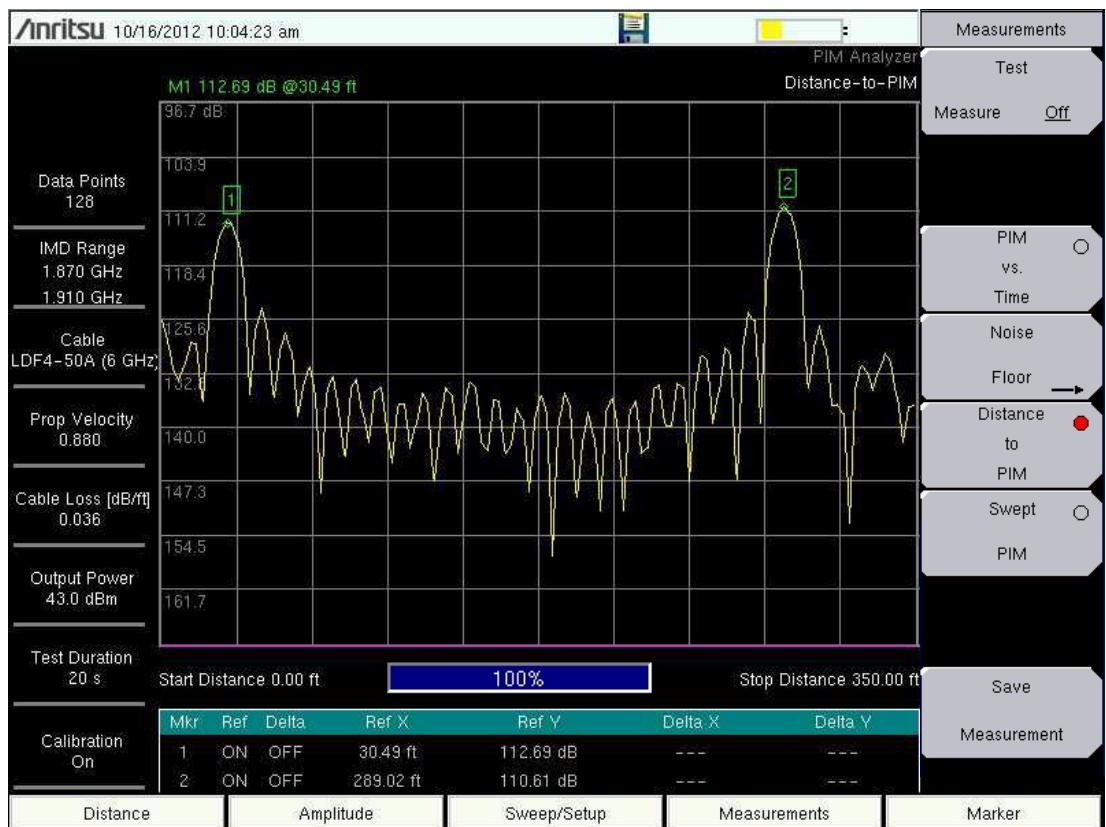 /Inritsu 10/16/2012 10:04:23 am
PIM Analyzer
M1 112.69 dB @30.49 ft
Distance-to-PIM
96.7 dB
103.9
111.2
118.4
125.6
132.
140.0
147.3
154.5
161.7
1
2
Data Points
128
IMD Range
1.870 GHz
1.910 GHz
Cable
LDF4-50A (6 GHz)
Prop Velocity
0.880
Cable Loss [dB/ft]
0.036
Output Power
43.0 dBm
Test Duration
20 s
Calibration
On
Start Distance 0.00 ft
100%
Stop Distance 350.00 ft
Mkr Ref Delta Ref X Ref Y Delta X Delta Y
1 ON OFF 30.49 ft 112.69 dB --- ---
2 ON OFF 289.02 ft 110.61 dB --- ---
Measurements
Test
Measure Off
PIM
vs.
Time
Noise
Floor
Distance
to
PIM
Swept
PIM
Save
Measurement
Distance
Amplitude
Sweep/Setup
Measurements
Marker